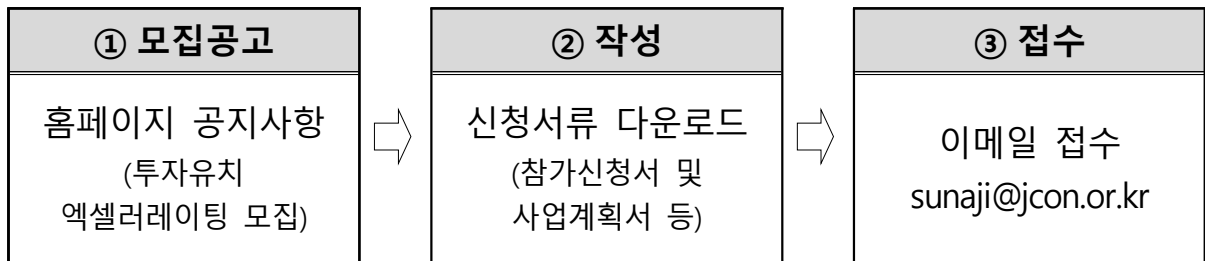 ① 모집공고
홈페이지 공지사항
(투자유치
엑셀러레이팅 모집)
② 작성
신청서류 다운로드
(참가신청서 및
사업계획서 등)
③ 접수
이메일 접수
sunaji@jcon.or.kr